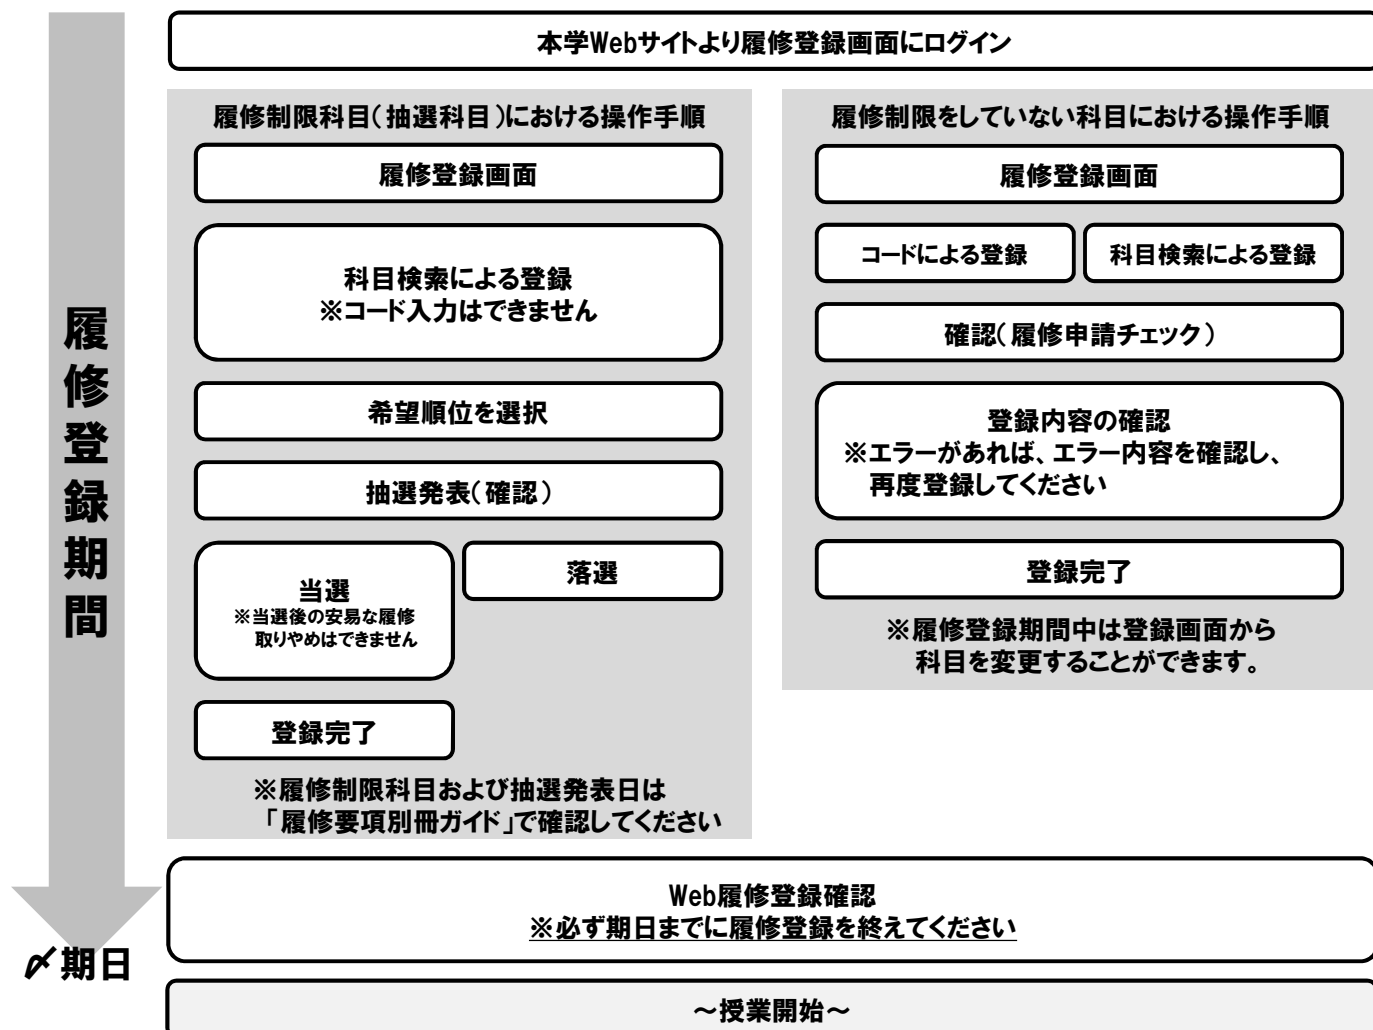 本学Webサイトより履修登録画面にログイン
履修登録期間
〆期日
履修制限科目(抽選科目)における操作手順
履修登録画面
科目検索による登録
※コード入力はできません
希望順位を選択
抽選発表(確認)
当選
※当選後の安易な履修
取りやめはできません
落選
登録完了
※履修制限科目および抽選発表日は
「履修要項別冊ガイド」で確認してください
履修制限をしていない科目における操作手順
履修登録画面
コードによる登録
科目検索による登録
確認(履修申請チェック)
登録内容の確認
※エラーがあれば、エラー内容を確認し、
再度登録してください
登録完了
※履修登録期間中は登録画面から
科目を変更することができます。
Web履修登録確認
※必ず期日までに履修登録を終えてください
～授業開始～